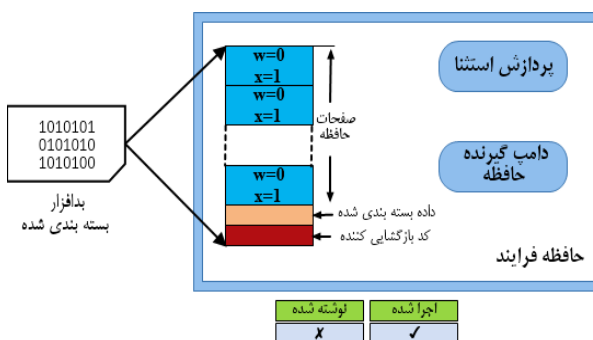 w=0
x=1
w=0
x=1
پردازش استثنا
صفحات
حافظه
1010101
0101010
1010100
دامپ گیرنده
حافظه
w=0
x=1
بدافزار
بسته بندی شده
داده بسته بندی شده
کد بازگشایی کننده
حافظه فرایند
اجرا شده
نوشته شده
✓
✗